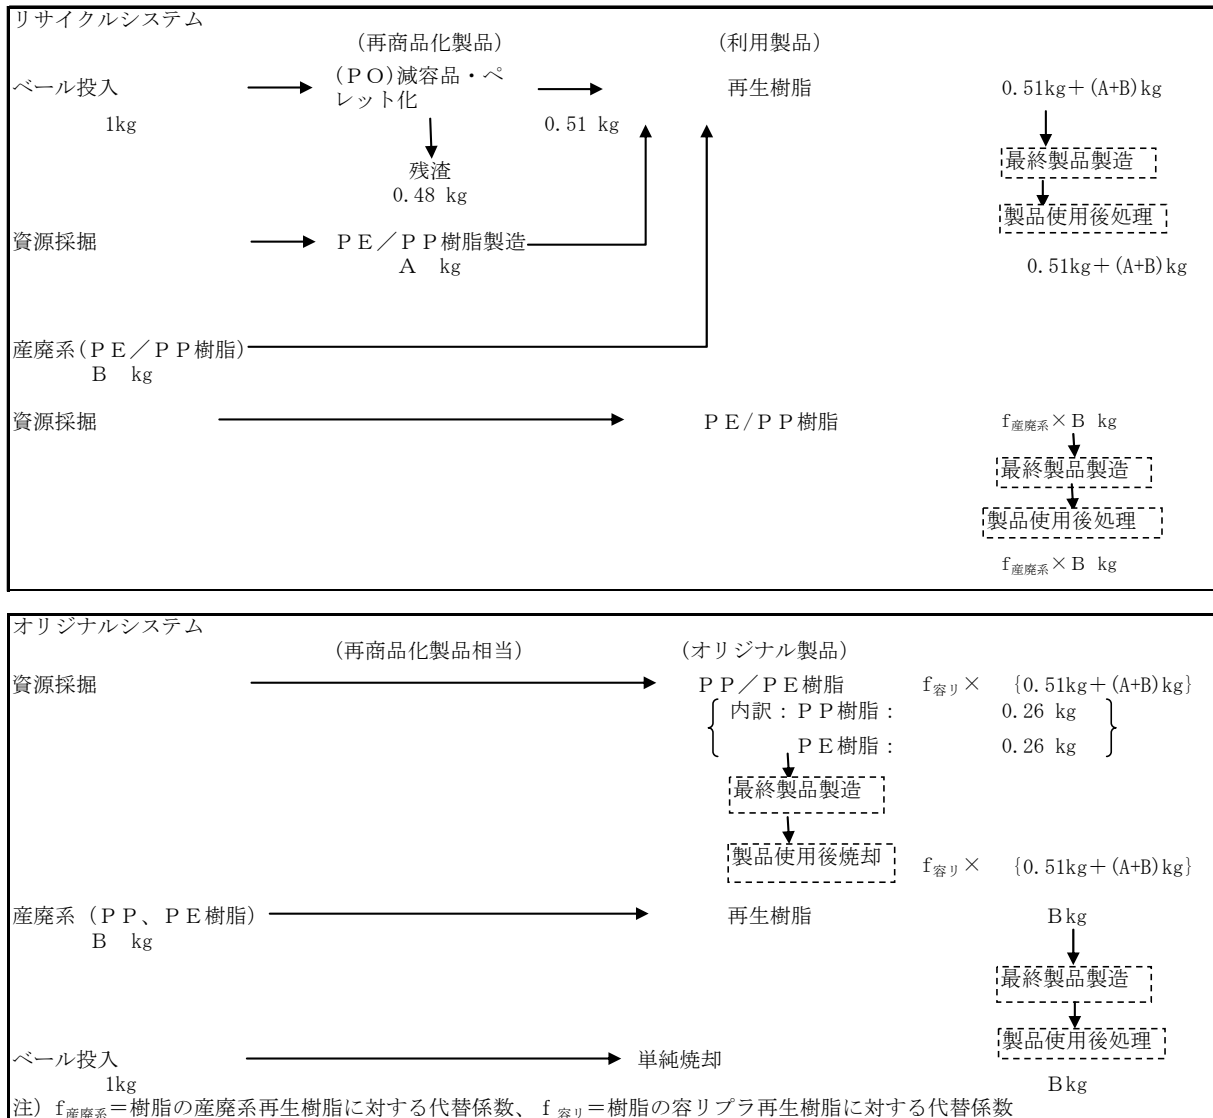 リサイクルシステム
(再商品化製品) (利用製品)
ベール投入 (ＰＯ)減容品・ペレット化 再生樹脂 0.51kg＋(A+B)kg
1kg 0.51 kg
最終製品製造
残渣
0.48 kg
製品使用後処理
資源採掘 ＰＥ／ＰＰ樹脂製造
Ａ kg 0.51kg＋(A+B)kg
産廃系(ＰＥ／ＰＰ樹脂)
Ｂ kg
資源採掘 ＰＥ/ＰＰ樹脂 f産廃系×Ｂ kg
最終製品製造
製品使用後処理
f産廃系×Ｂ kg
オリジナルシステム
(再商品化製品相当) (オリジナル製品)
資源採掘 ＰＰ／ＰＥ樹脂 f容リ× {0.51kg＋(A+B)kg}
内訳：ＰＰ樹脂： 0.26 kg
ＰＥ樹脂： 0.26 kg
最終製品製造
製品使用後焼却 f容リ× {0.51kg＋(A+B)kg}
産廃系（ＰＰ、ＰＥ樹脂） 再生樹脂 Ｂkg
Ｂ kg
最終製品製造
製品使用後処理
ベール投入 単純焼却
1kg Ｂkg
注）f産廃系＝樹脂の産廃系再生樹脂に対する代替係数、f容リ＝樹脂の容リプラ再生樹脂に対する代替係数